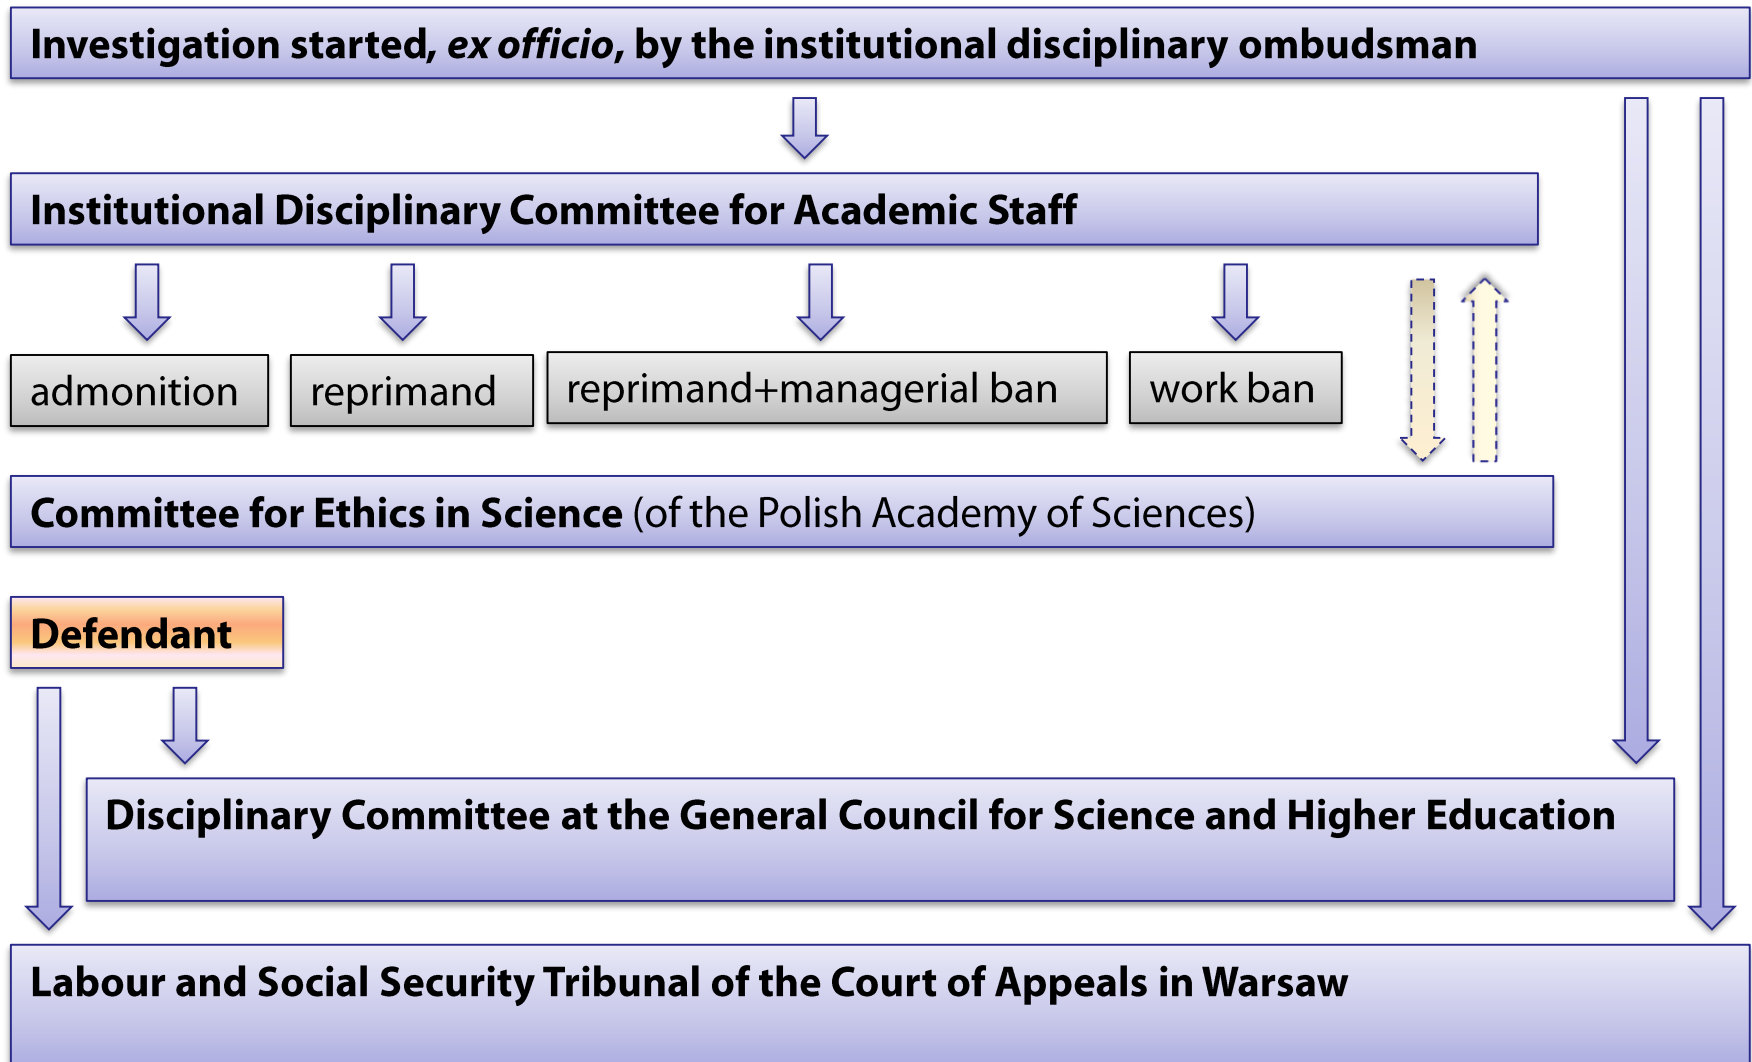 Investigation started, ex officio, by the institutional disciplinary ombudsman
Institutional Disciplinary Committee for Academic Staff
admonition
reprimand
reprimand+managerial ban
work ban
Committee for Ethics in Science (of the Polish Academy of Sciences)
Defendant
Disciplinary Committee at the General Council for Science and Higher Education
Labour and Social Security Tribunal of the Court of Appeals in Warsaw